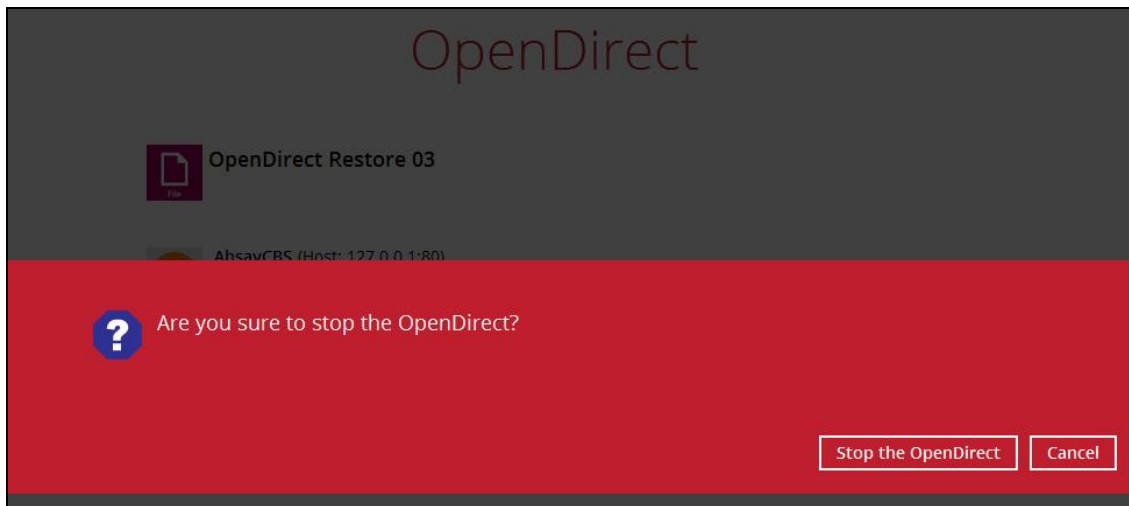 OpenDirect
OpenDirect Restore 03
File
AhsayCBS (Host: 127.0.0.1:80)
Are you sure to stop the OpenDirect?
Stop the OpenDirect
Cancel